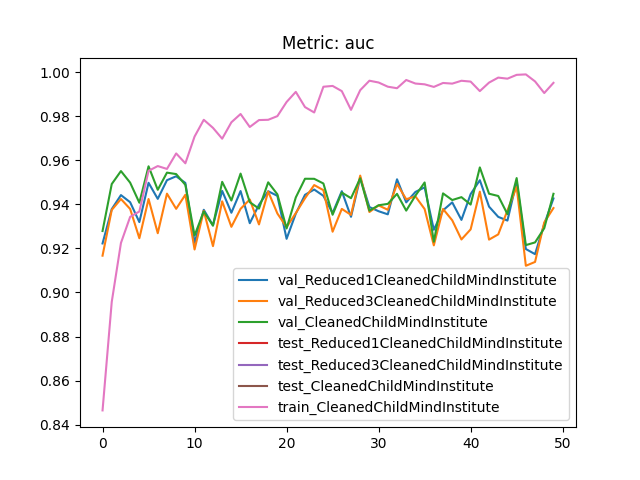 Metric: auc
1.00
0.98
0.96
0.94
0.92
0.90
0.88
0.86
0.84
0
10
20
30
40
50
val_Reduced1CleanedChildMindInstitute
val_Reduced3CleanedChildMindInstitute
val_CleanedChildMindInstitute
test_Reduced1CleanedChildMindInstitute
test_Reduced3CleanedChildMindInstitute
test_CleanedChildMindInstitute
train_CleanedChildMindInstitute